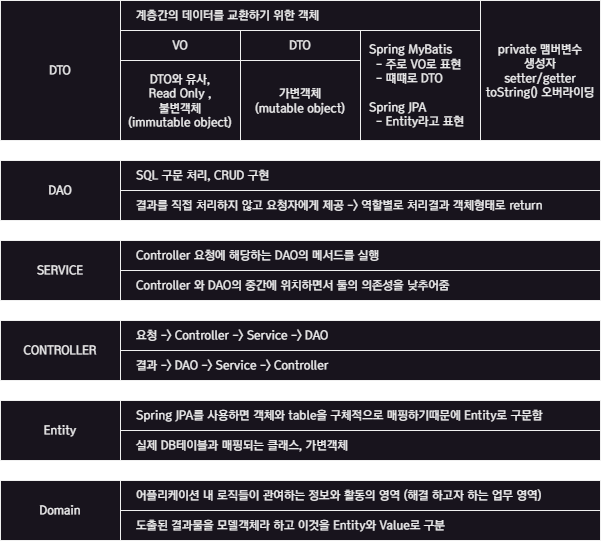 DTO
계층간의 데이터를 교환하기 위한 객체
VO
DTO와 유사,
Read Only ,
불변객체
(immutable object)
DTO
가변객체
(mutable object)
Spring MyBatis
- 주로 VO로 표현
- 떄떄로 DTO
Spring JPA
- Entity라고 표현
private 맴버변수
생성자
setter/getter
toString() 오버라이딩
DAO
SQL 구문 처리, CRUD 구현
결과를 직접 처리하지 않고 요청자에게 제공 -> 역할별로 처리결과 객체형태로 return
SERVICE
Controller 요청에 해당하는 DAO의 메서드를 실행
Controller 와 DAO의 중간에 위치하면서 둘의 의존성을 낮추어줌
CONTROLLER
요청 -> Controller -> Service -> DAO
결과 -> DAO -> Service -> Controller
Entity
Spring JPA를 사용하면 객체와 table을 구체적으로 매핑하기때문에 Entity로 구문함
실제 DB테이블과 매핑되는 클래스, 가변객체
Domain
어플리케이션 내 로직들이 관여하는 정보와 활동의 영역 (해결 하고자 하는 업무 영역)
도출된 결과물을 모델객체라 하고 이것을 Entity와 Value로 구분